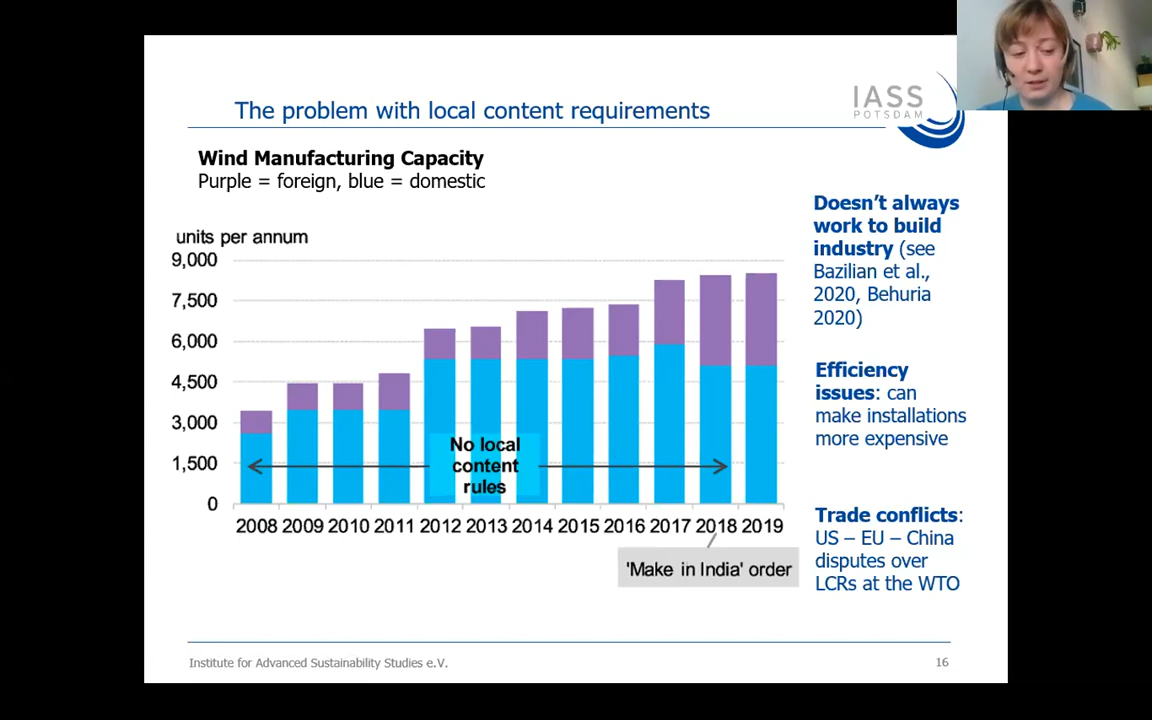 The problem with local content requirements
IASS
POTSDAM
Wind Manufacturing Capacity
Purple = foreign, blue = domestic
units per annum
9,000
7,500
6,000
4,500
3,000
1,500
0
No local
content
rules
2008 2009 2010 2011 2012 2013 2014 2015 2016 2017 2018 2019
'Make in India' order
Doesn't always
work to build
industry (see
Bazilian et al.,
2020, Behuria
2020)
Efficiency
issues: can
make installations
more expensive
Trade conflicts:
US – EU – China
disputes over
LCRs at the WTO
Institute for Advanced Sustainability Studies e.V.
16